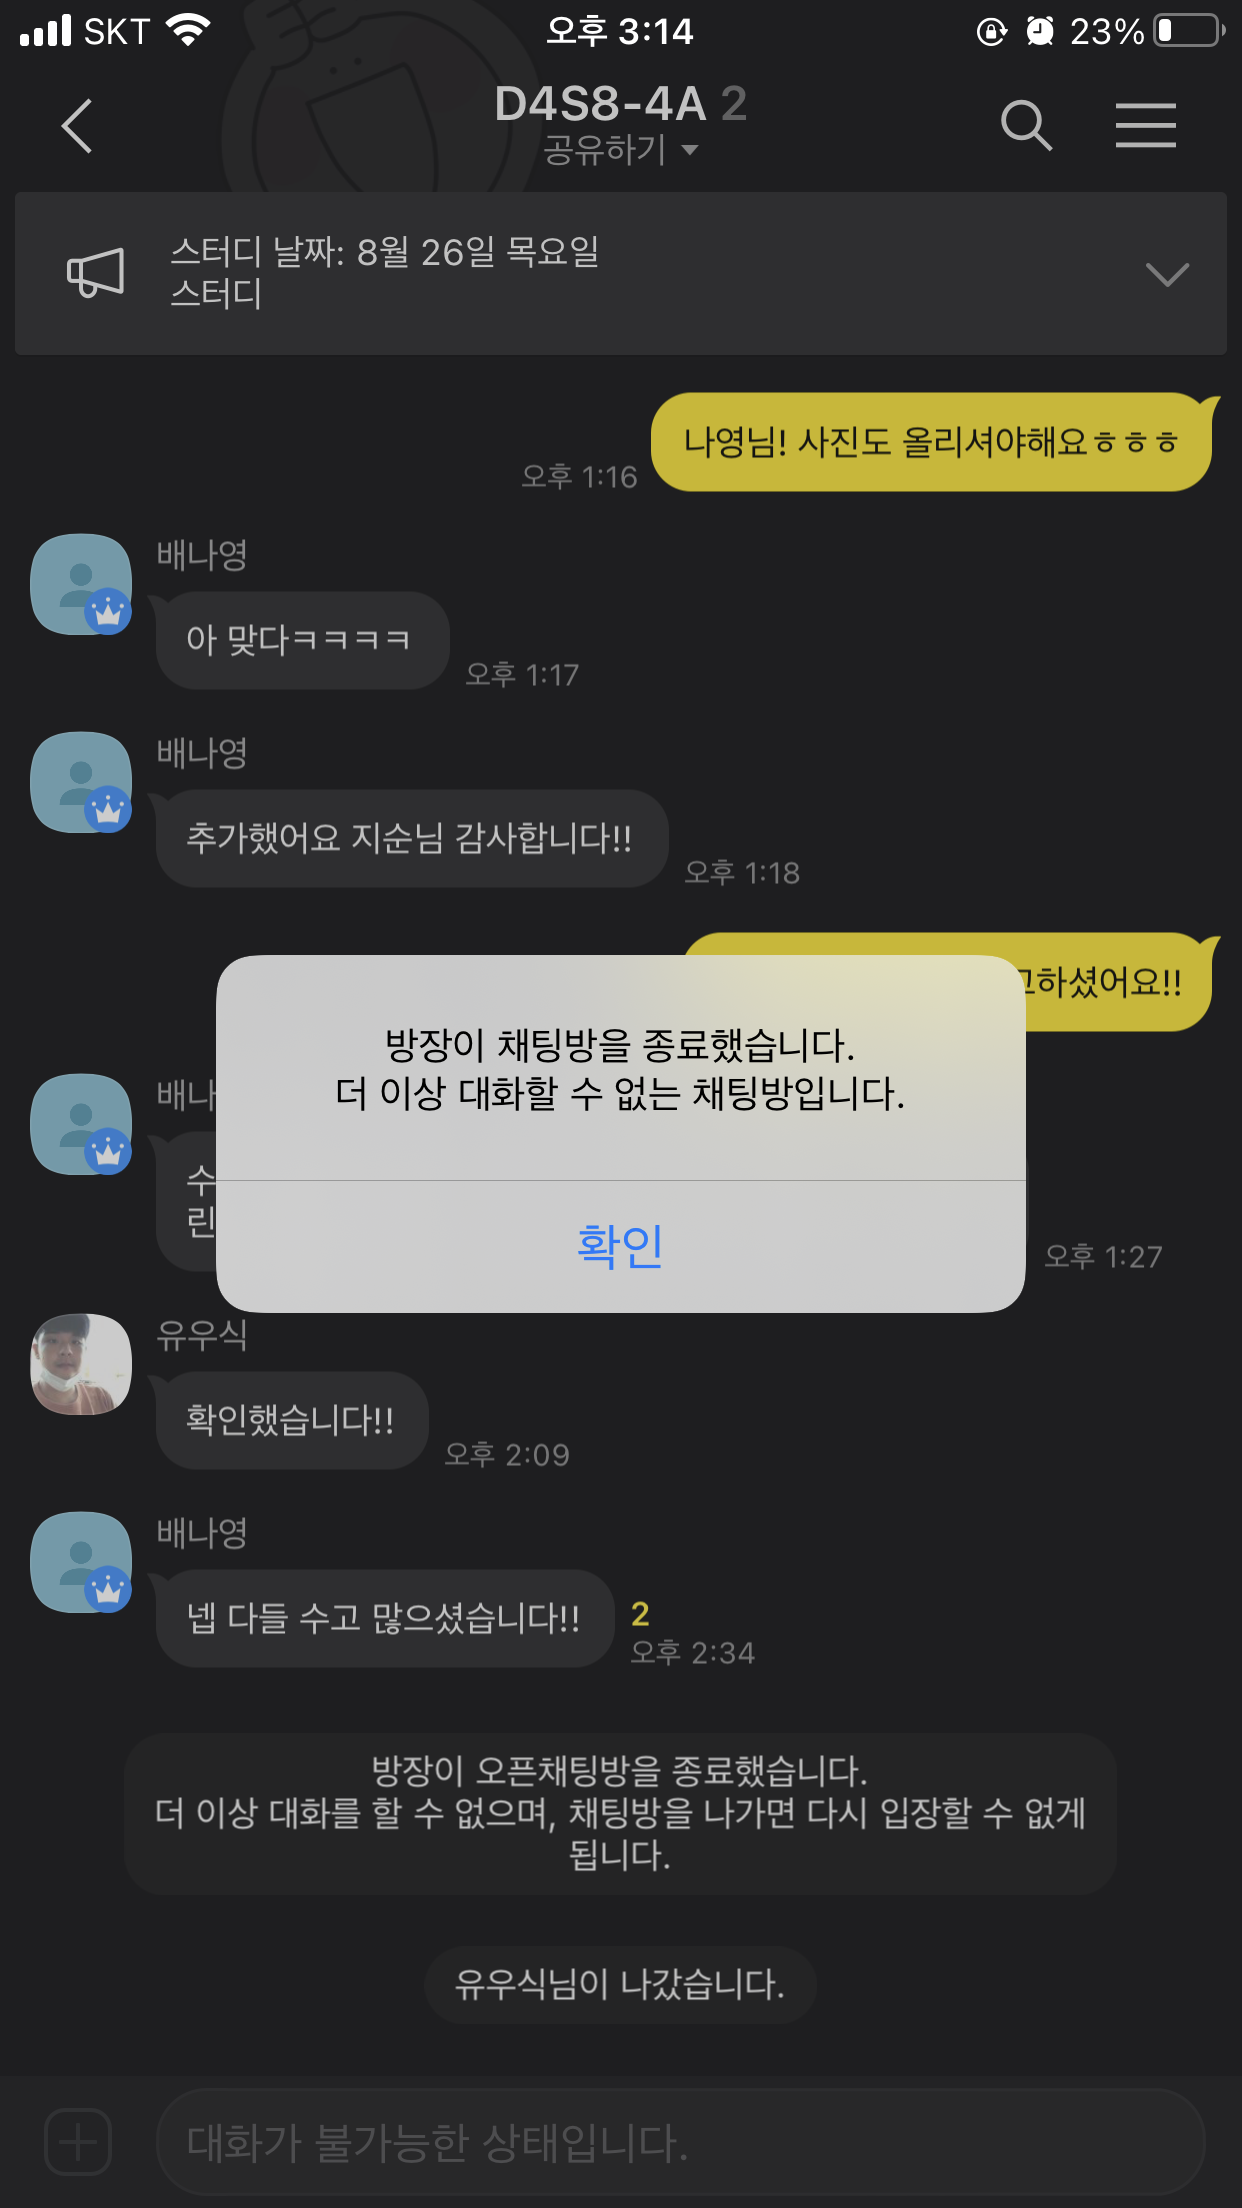 SKT 오후 3:14 23%
D4S8-4A 2
공유하기
스터디 날짜: 8월 26일 목요일
스터디
나영님! 사진도 올리셔야해요ㅎㅎㅎ
오후 1:16
배나영
아 맞다ㅋㅋㅋㅋ
오후 1:17
배나영
추가했어요 지순님 감사합니다!!
오후 1:18
고하셨어요!!
방장이 채팅방을 종료했습니다.
더 이상 대화할 수 없는 채팅방입니다.
확인
배나
수
린
오후 1:27
유우식
확인했습니다!!
오후 2:09
배나영
넵 다들 수고 많으셨습니다!!
2
오후 2:34
방장이 오픈채팅방을 종료했습니다.
더 이상 대화를 할 수 없으며, 채팅방을 나가면 다시 입장할 수 없게
됩니다.
유우식님이 나갔습니다.
대화가 불가능한 상태입니다.